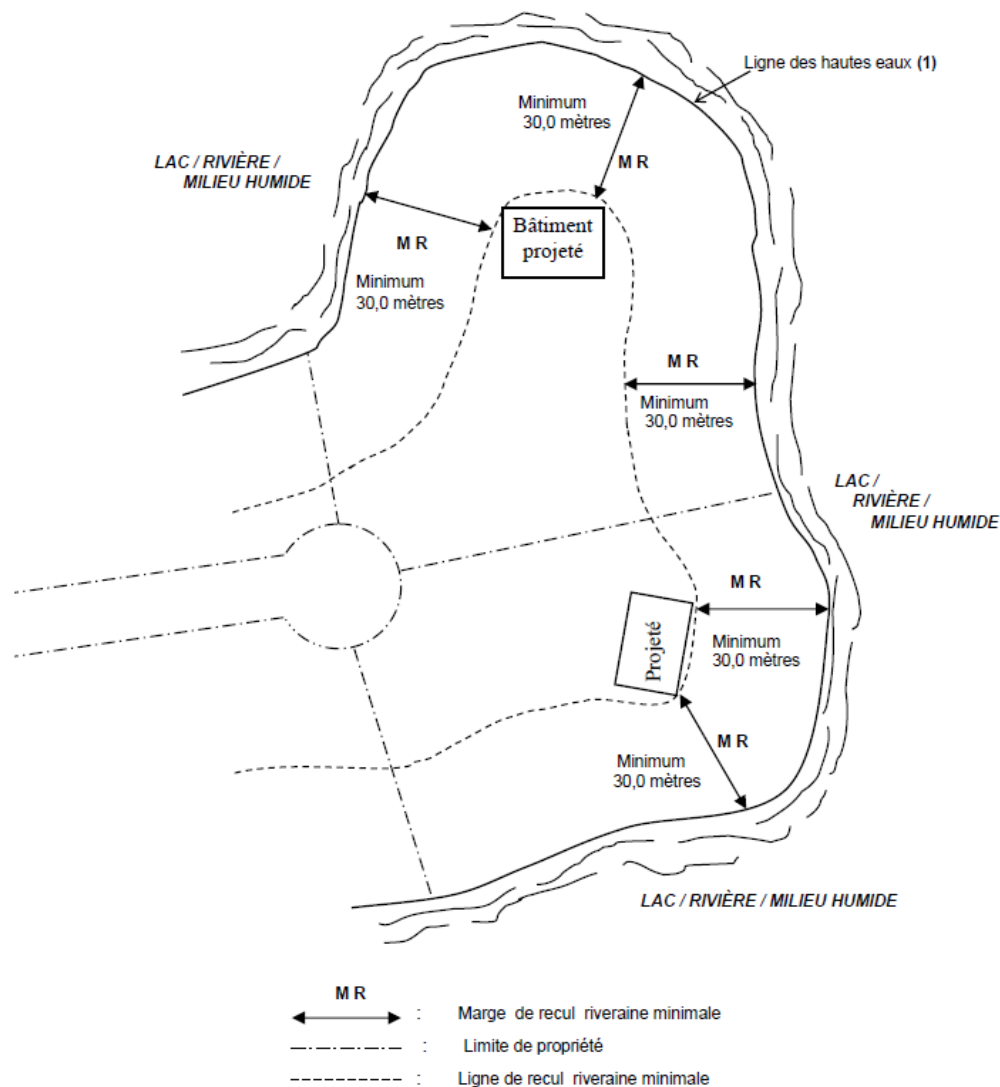 Ligne des hautes eaux (1)
Minimum
30,0 mètres
M R
LAC / RIVIÈRE /
MILIEU HUMIDE
Bâtiment
projeté
M R
Minimum
30,0 mètres
M R
Minimum
30,0 mètres
LAC /
RIVIÈRE /
MILIEU HUMIDE
M R
Projeté
Minimum
30,0 mètres
M R
Minimum
30,0 mètres
LAC / RIVIÈRE / MILIEU HUMIDE
M R
: Marge de recul riveraine minimale
: Limite de propriété
: Ligne de recul riveraine minimale